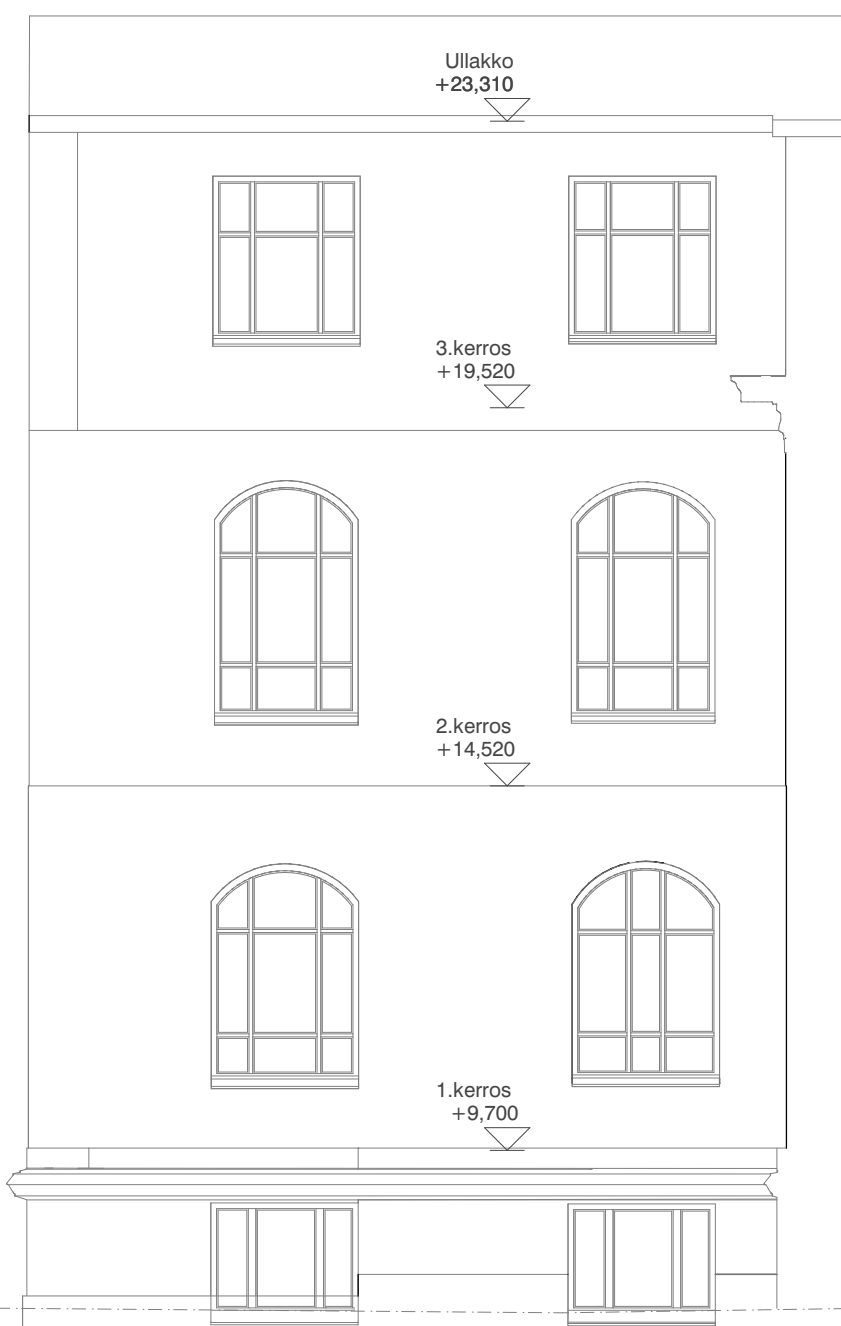 Ullakko
+23,310
3.kerros
+19,520
2.kerros
+14,520
1.kerros
+9,700